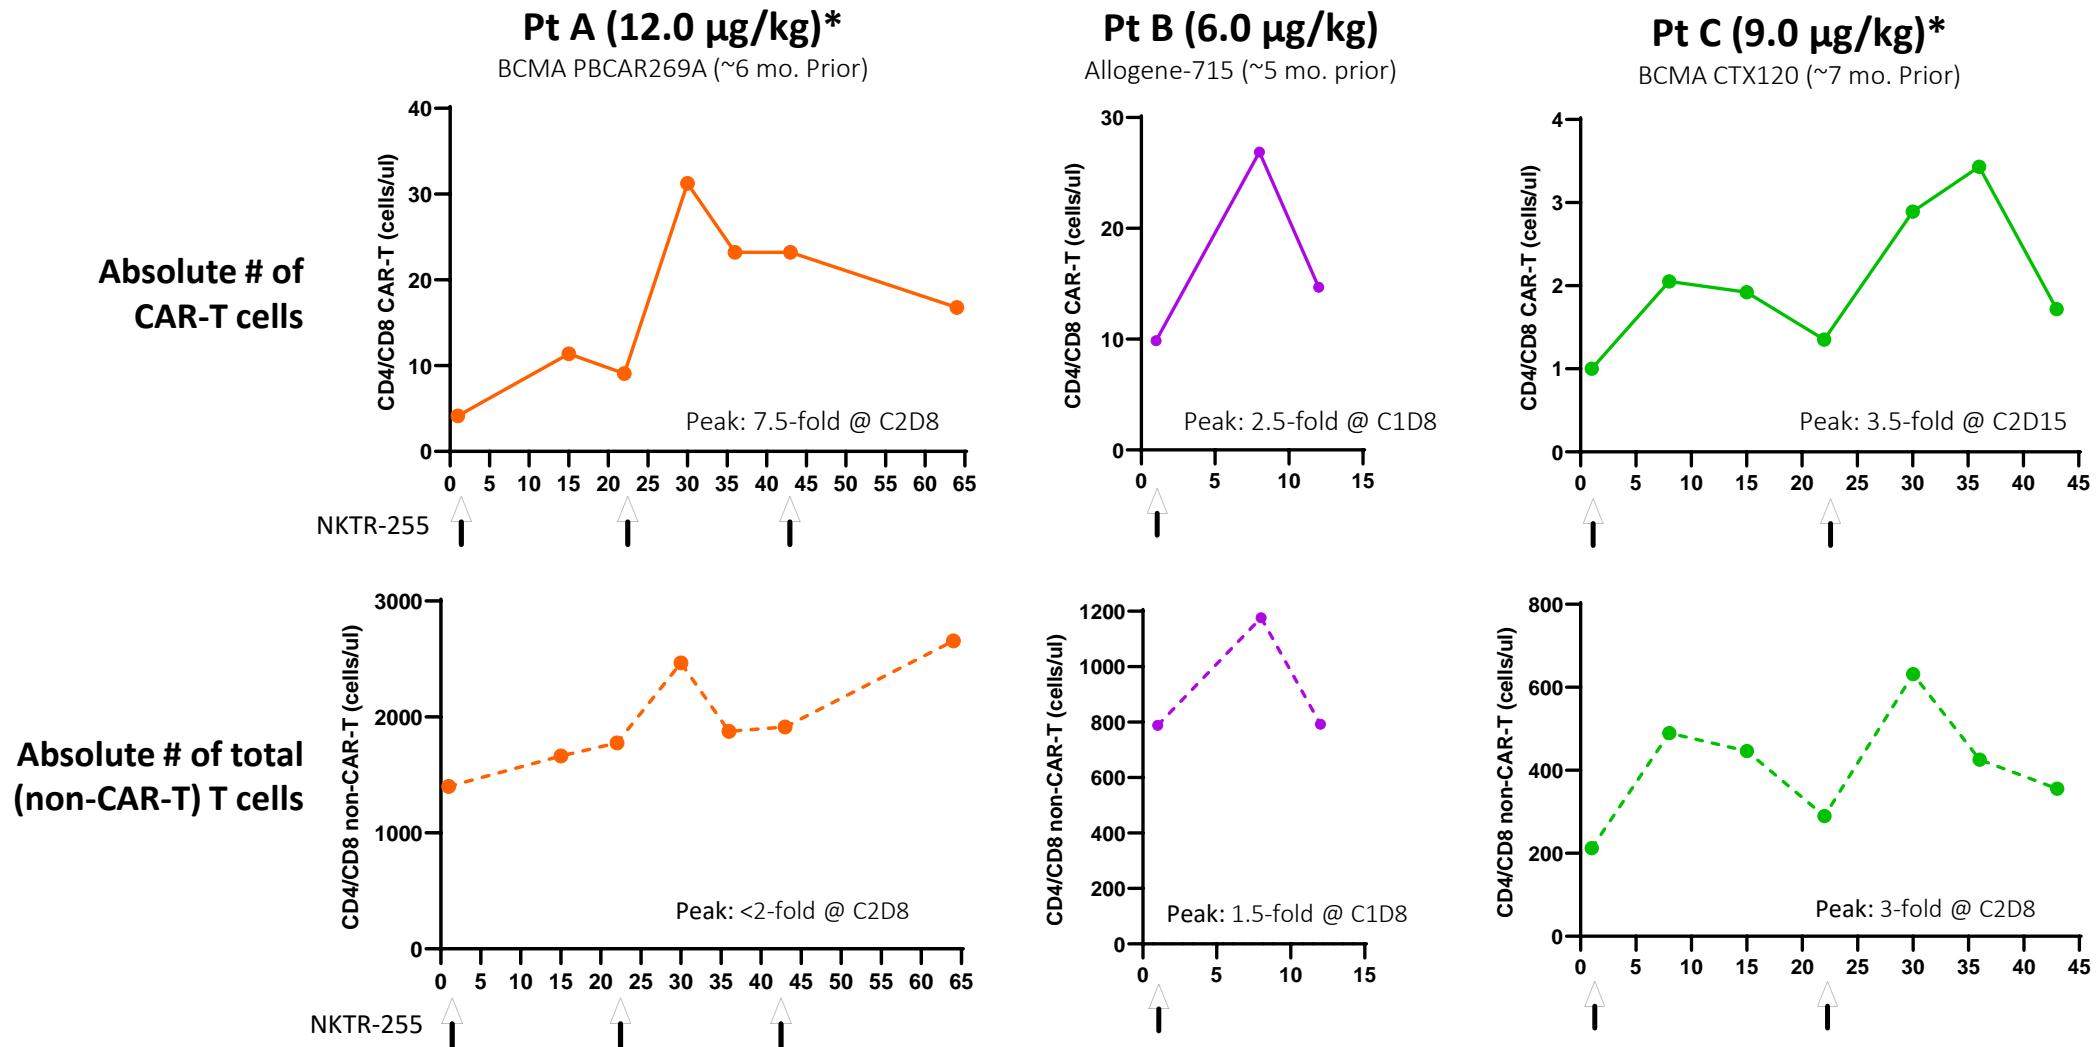 Pt A (12.0 µg/kg)*
BCMA PBCAR269A (~6 mo. Prior)
Pt B (6.0 µg/kg)
Allogene-715 (~5 mo. prior)
Pt C (9.0 µg/kg)*
BCMA CTX120 (~7 mo. Prior)
Absolute # of
CAR-T cells
CD4/CD8 CAR-T (cells/ul)
40
30
20
10
0
Peak: 7.5-fold @ C2D8
0 5 10 15 20 25 30 35 40 45 50 55 60 65
NKTR-255
CD4/CD8 CAR-T (cells/ul)
30
20
10
0
Peak: 2.5-fold @ C1D8
0 5 10 15
CD4/CD8 CAR-T (cells/ul)
4
3
2
1
0
Peak: 3.5-fold @ C2D15
0 5 10 15 20 25 30 35 40 45
Absolute # of total
(non-CAR-T) T cells
CD4/CD8 non-CAR-T (cells/ul)
3000
2000
1000
0
Peak: <2-fold @ C2D8
0 5 10 15 20 25 30 35 40 45 50 55 60 65
NKTR-255
CD4/CD8 non-CAR-T (cells/ul)
1200
1000
800
600
400
200
0
Peak: 1.5-fold @ C1D8
0 5 10 15
CD4/CD8 non-CAR-T (cells/ul)
800
600
400
200
0
Peak: 3-fold @ C2D8
0 5 10 15 20 25 30 35 40 45